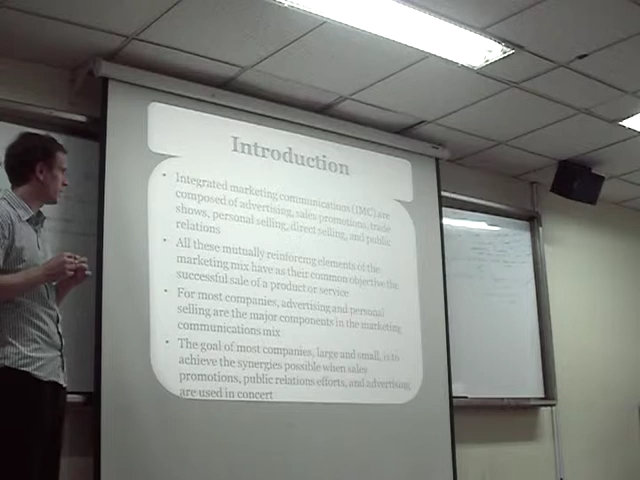 Introduction
• Integrated marketing communications (IMC) are
composed of advertising, sales promotions, trade
shows, personal selling, direct selling, and public
relations
• All these mutually reinforcing elements of the
marketing mix have as their common objective the
successful sale of a product or service
• For most companies, advertising and personal
selling are the major components in the marketing
communications mix
• The goal of most companies, large and small, is to
achieve the synergies possible when sales
promotions, public relations efforts, and advertising
are used in concert